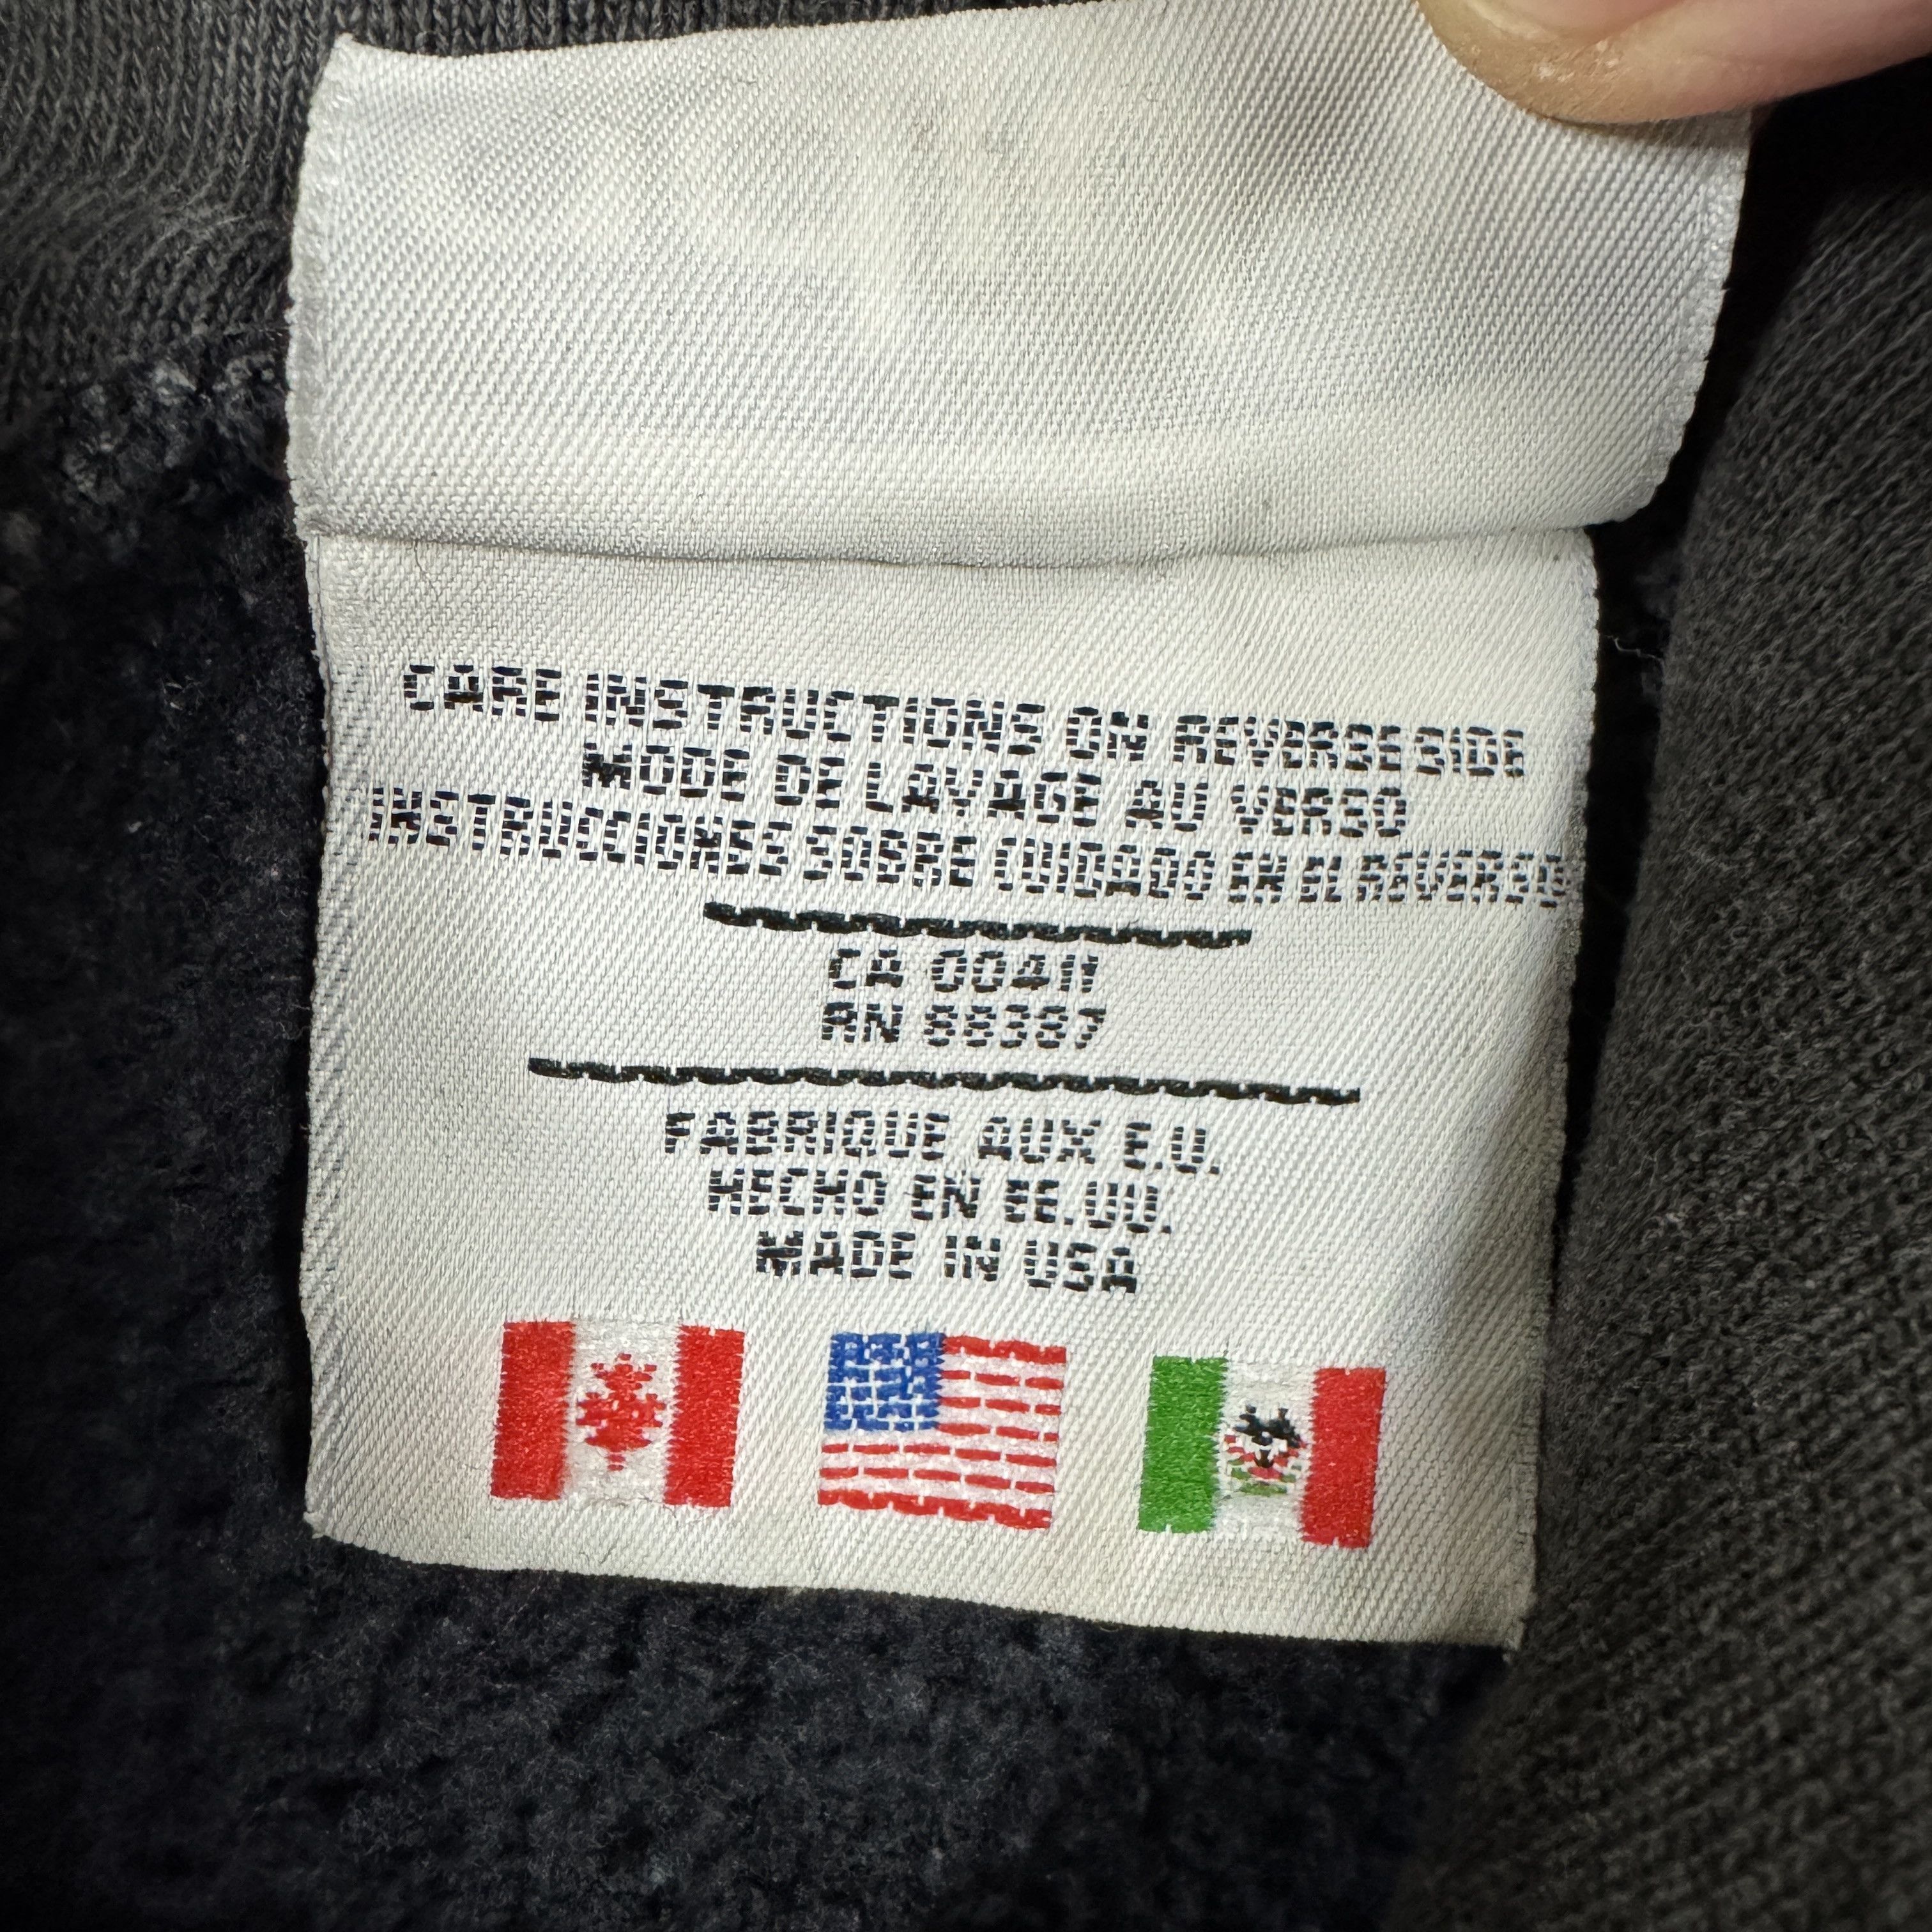 CARE INSTRUCTIONS ON REVERSE SIDE
MODE DE LAVAGE AU VERSO
INSTRUCCIONES SOBRE CUIDADO EN EL REVERSO
CA 00411
RN 88387
FABRIQUE AUX E.U.
HECHO EN EE.UU.
MADE IN USA